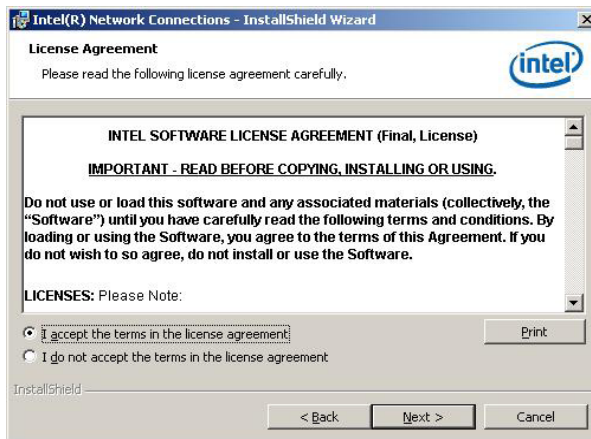 Intel(R) Network Connections - InstallShield Wizard
License Agreement
Please read the following license agreement carefully.
intel
INTEL SOFTWARE LICENSE AGREEMENT (Final, License)
IMPORTANT - READ BEFORE COPYING, INSTALLING OR USING.
Do not use or load this software and any associated materials (collectively, the
“Software”) until you have carefully read the following terms and conditions. By
loading or using the Software, you agree to the terms of this Agreement. If you
do not wish to so agree, do not install or use the Software.
LICENSES: Please Note:
I accept the terms in the license agreement
Print
I do not accept the terms in the license agreement
InstallShield
< Back
Next >
Cancel